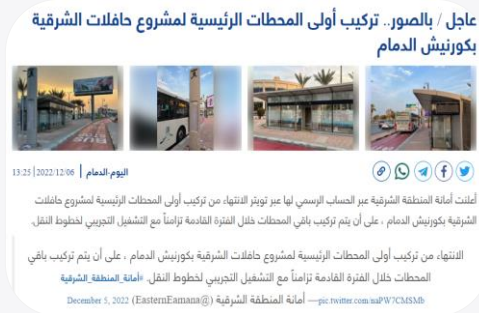 عاجل / بالصور.. تركيب أولى المحطات الرئيسية لمشروع حافلات الشرقية
بكورنيش الدمام
اليوم-الدمام | 2022/12/06 | 13:25
أعلنت أمانة المنطقة الشرقية عبر الحساب الرسمي لها عبر تويتر الانتهاء من تركيب أولى المحطات الرئيسية لمشروع حافلات
الشرقية بكورنيش الدمام ، على أن يتم تركيب باقي المحطات خلال الفترة القادمة تزامناً مع التشغيل التجريبي لخطوط النقل.
الانتهاء من تركيب أولى المحطات الرئيسية لمشروع حافلات الشرقية بكورنيش الدمام ، على أن يتم تركيب باقي
المحطات خلال الفترة القادمة تزامناً مع التشغيل التجريبي لخطوط النقل. #أمانة_المنطقة_الشرقية
pic.twitter.com/naPW7CMSMb— أمانة المنطقة الشرقية (@EasternEamana) December 5, 2022